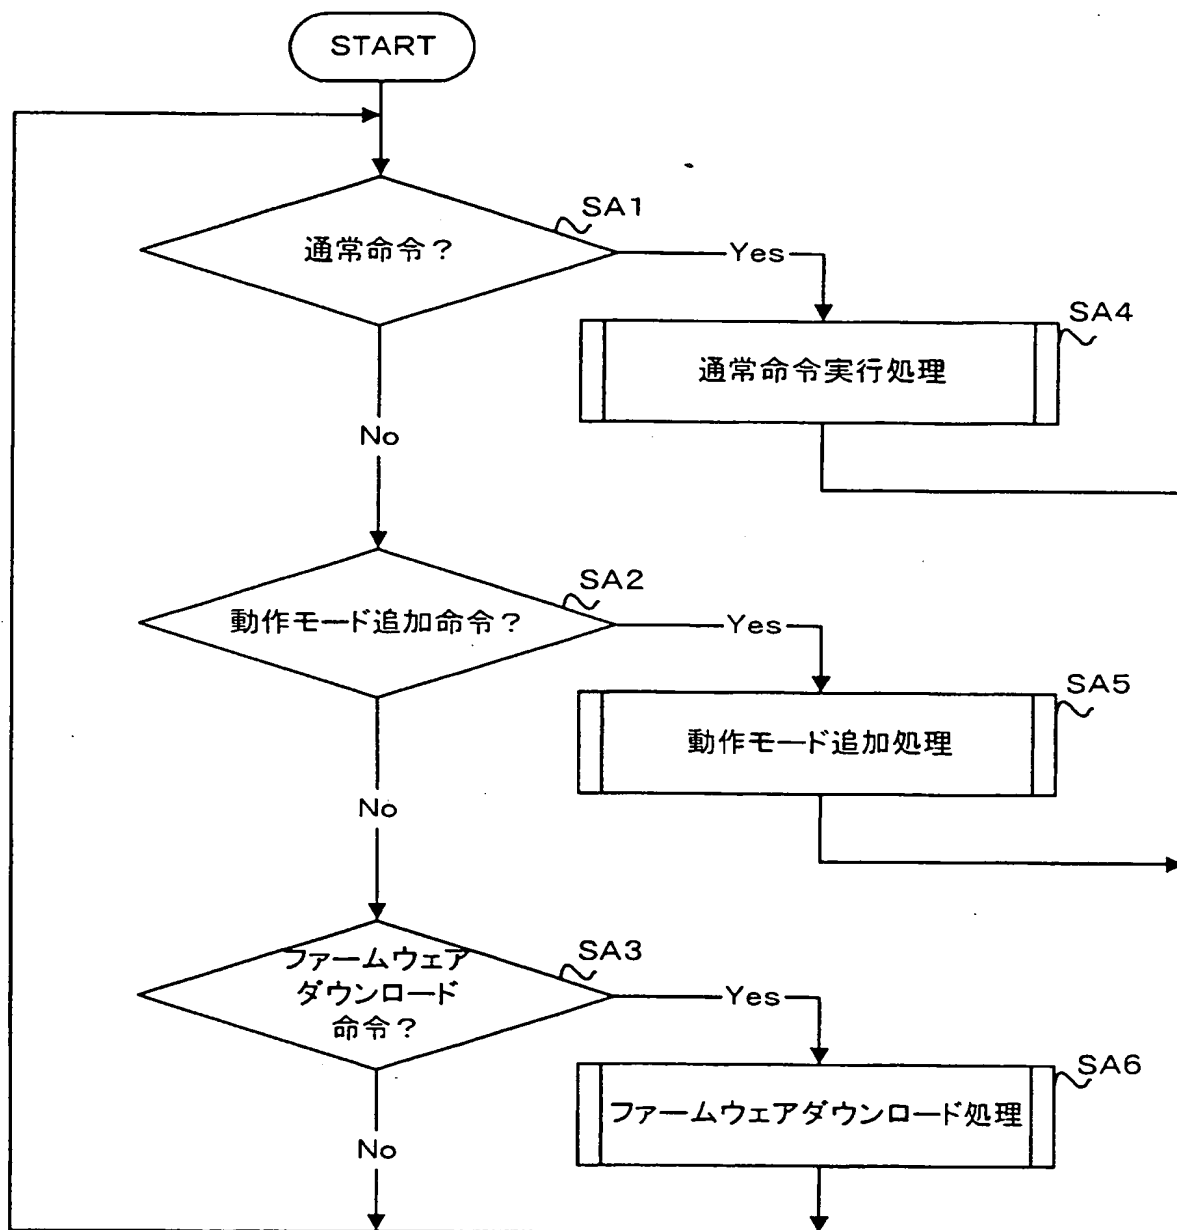 START
SA1
通常命令?
Yes
SA4
通常命令実行処理
No
SA2
動作モード追加命令?
Yes
SA5
動作モード追加処理
No
SA3
ファームウェア
ダウンロード
命令?
Yes
SA6
ファームウェアダウンロード処理
No